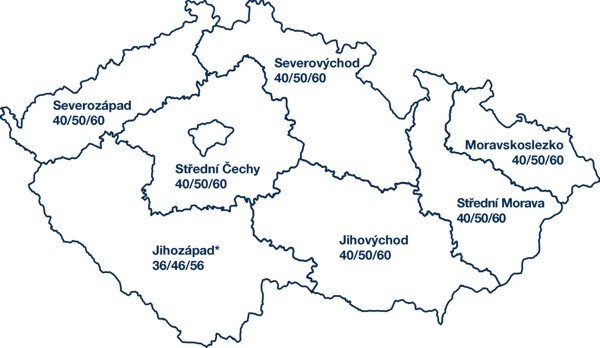 Severovýchod
40/50/60
Severozápad
40/50/60
Moravskoslezko
40/50/60
Střední Čechy
40/50/60
Střední Morava
40/50/60
Jihozápad*
36/46/56
Jihovýchod
40/50/60